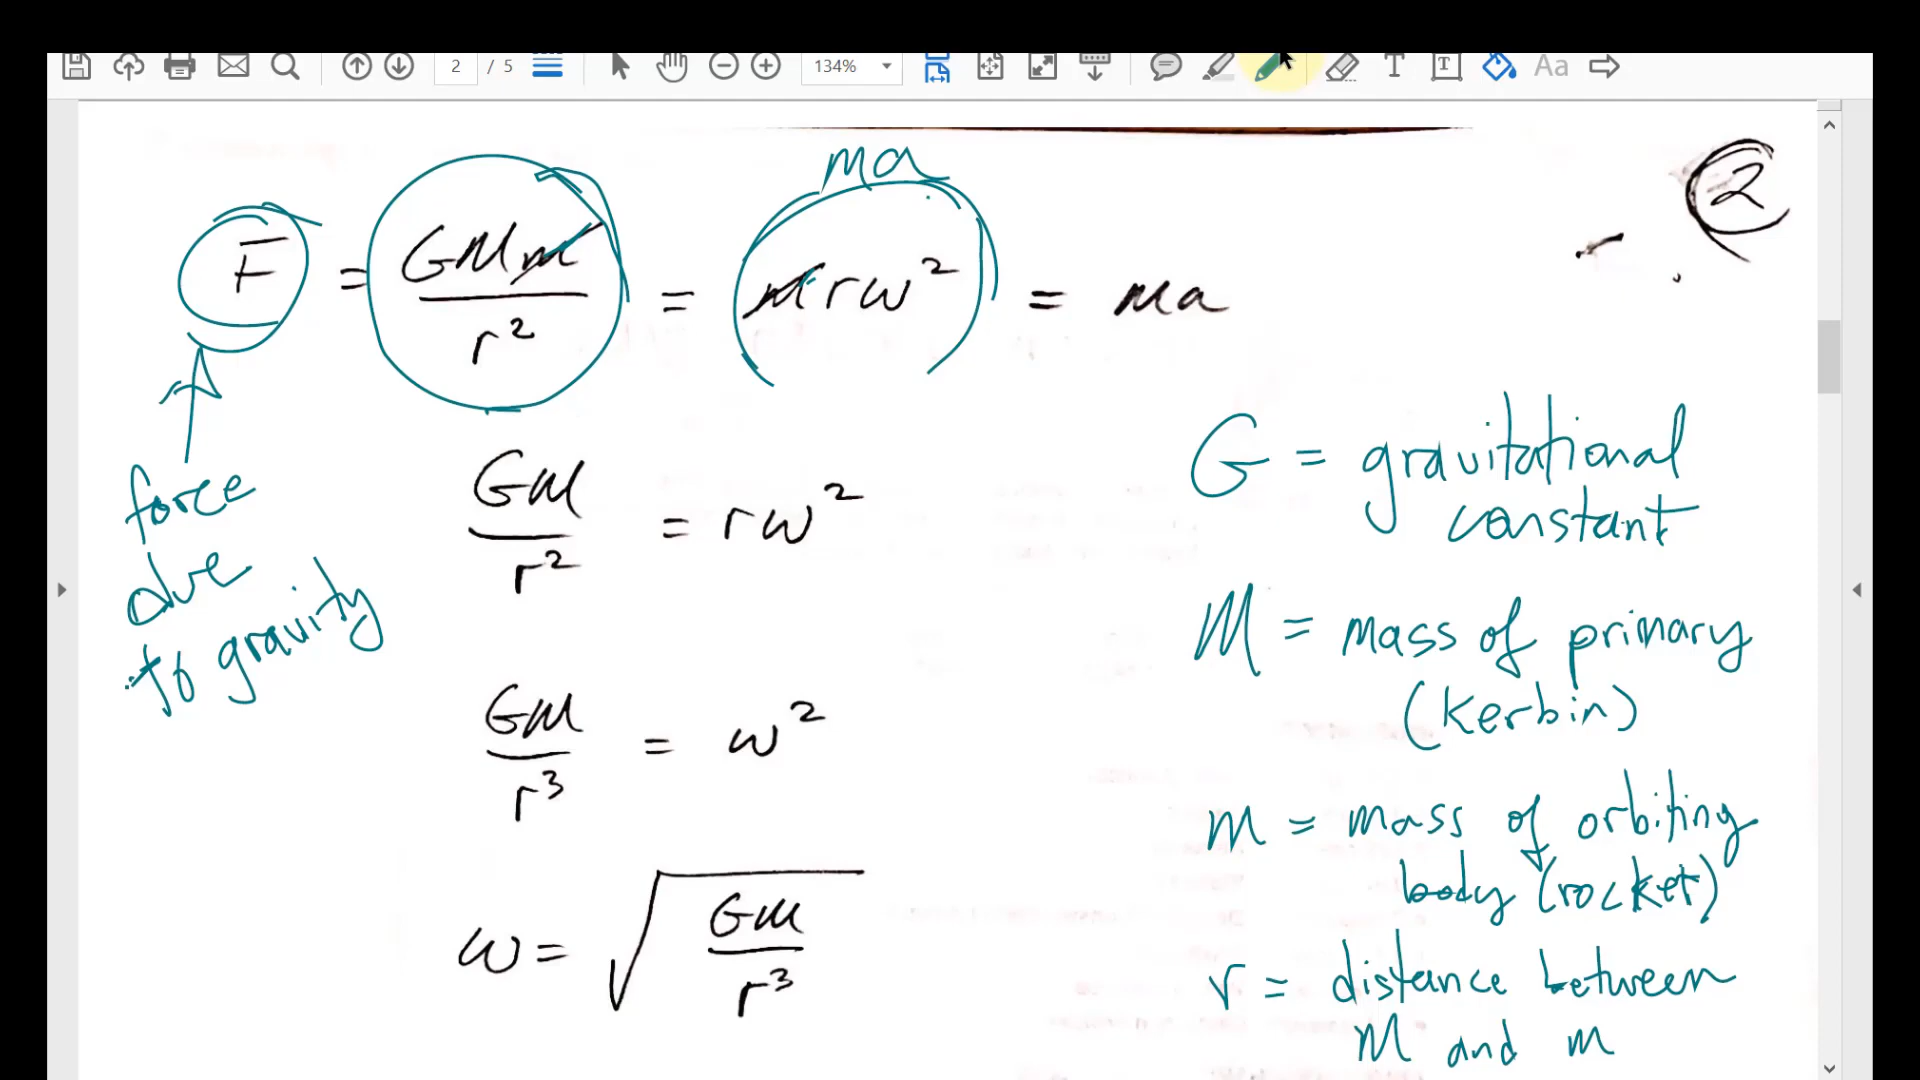 2 / 5 134% T T Aa
ma
2
F = GMm/r² = mrω² = ma
force
due
to gravity
GM/r² = rω²
GM/r³ = ω²
ω = √(GM/r³)
G = gravitational
constant
M = mass of primary
(kerbin)
m = mass of orbiting
body (rocket)
r = distance between
M and m